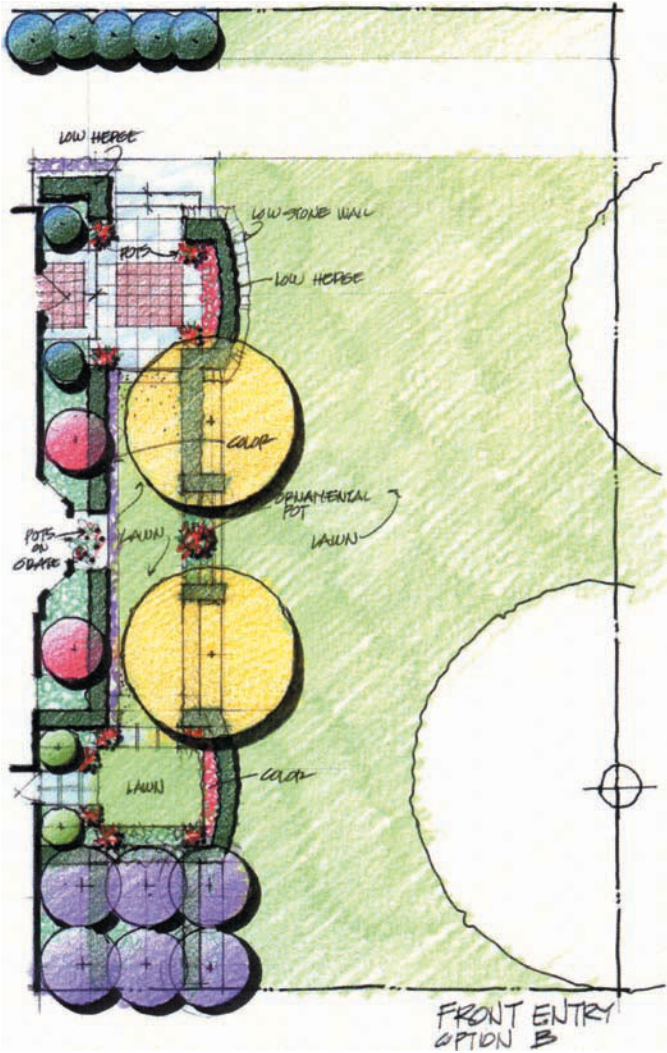 LOW HEDGE
LOW STONE WALL
POTS
LOW HEDGE
COLOR
ORNAMENTAL
POT
POTS
ON
GRATE
LAWN
LAWN
LAWN
COLOR
FRONT ENTRY
OPTION B